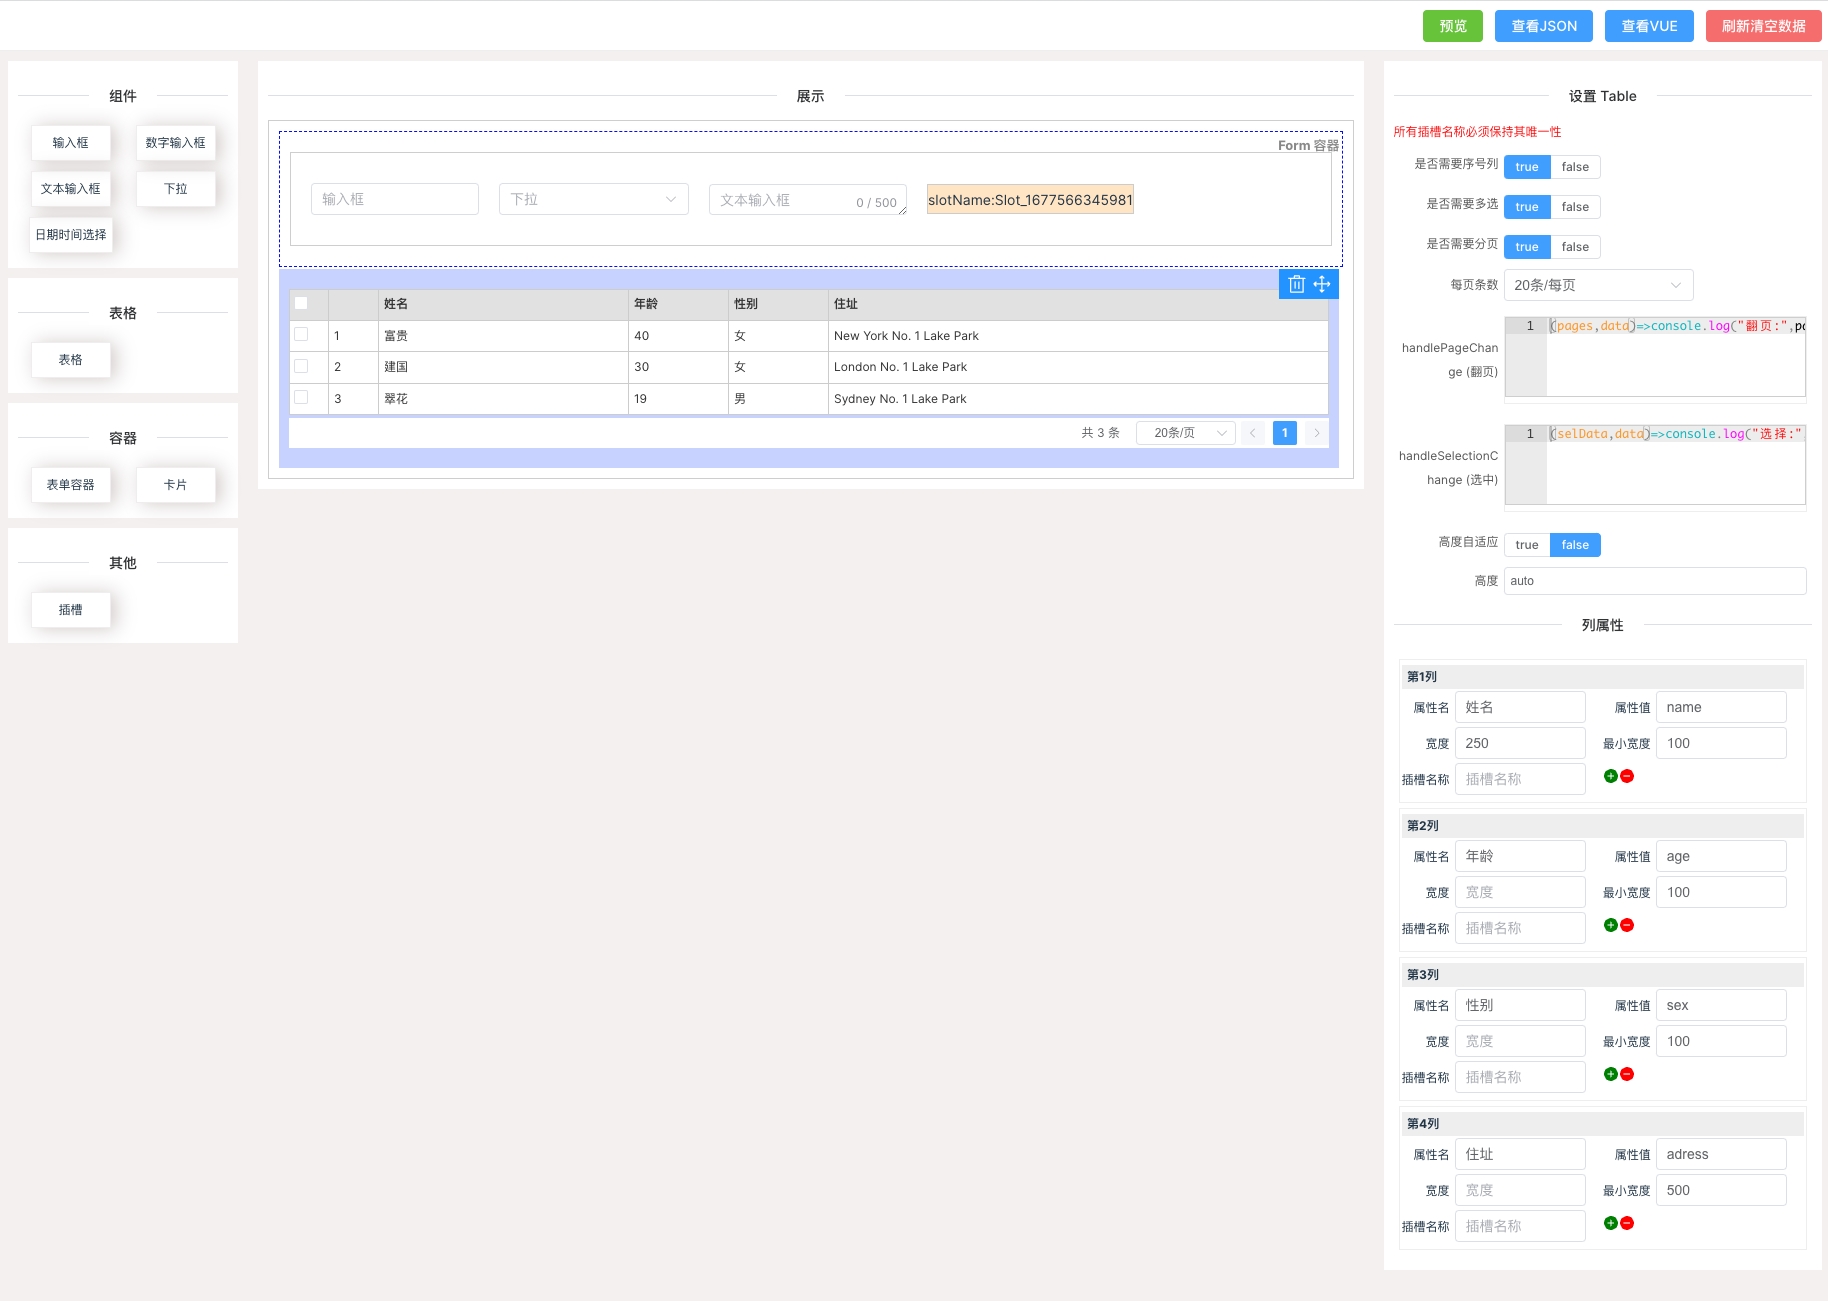 预览 查看JSON 查看VUE 刷新清空数据
组件
输入框 数字输入框
文本输入框 下拉
日期时间选择
表格
表格
容器
表单容器 卡片
其他
插槽
展示
Form 容器
输入框 下拉 文本输入框 0 / 500 slotName:Slot_1677566345981
姓名 年龄 性别 住址
1 富贵 40 女 New York No. 1 Lake Park
2 建国 30 女 London No. 1 Lake Park
3 翠花 19 男 Sydney No. 1 Lake Park
共 3 条 20条/页 1
设置 Table
所有插槽名称必须保持其唯一性
是否需要序号列 true false
是否需要多选 true false
是否需要分页 true false
每页条数 20条/每页
1 (pages,data)=>console.log("翻页:",
handlePageChan
ge (翻页)
1 (selData,data)=>console.log("选择:"
handleSelectionC
hange (选中)
高度自适应 true false
高度 auto
列属性
第1列
属性名 姓名 属性值 name
宽度 250 最小宽度 100
插槽名称 插槽名称
第2列
属性名 年龄 属性值 age
宽度 宽度 最小宽度 100
插槽名称 插槽名称
第3列
属性名 性别 属性值 sex
宽度 宽度 最小宽度 100
插槽名称 插槽名称
第4列
属性名 住址 属性值 adress
宽度 宽度 最小宽度 500
插槽名称 插槽名称